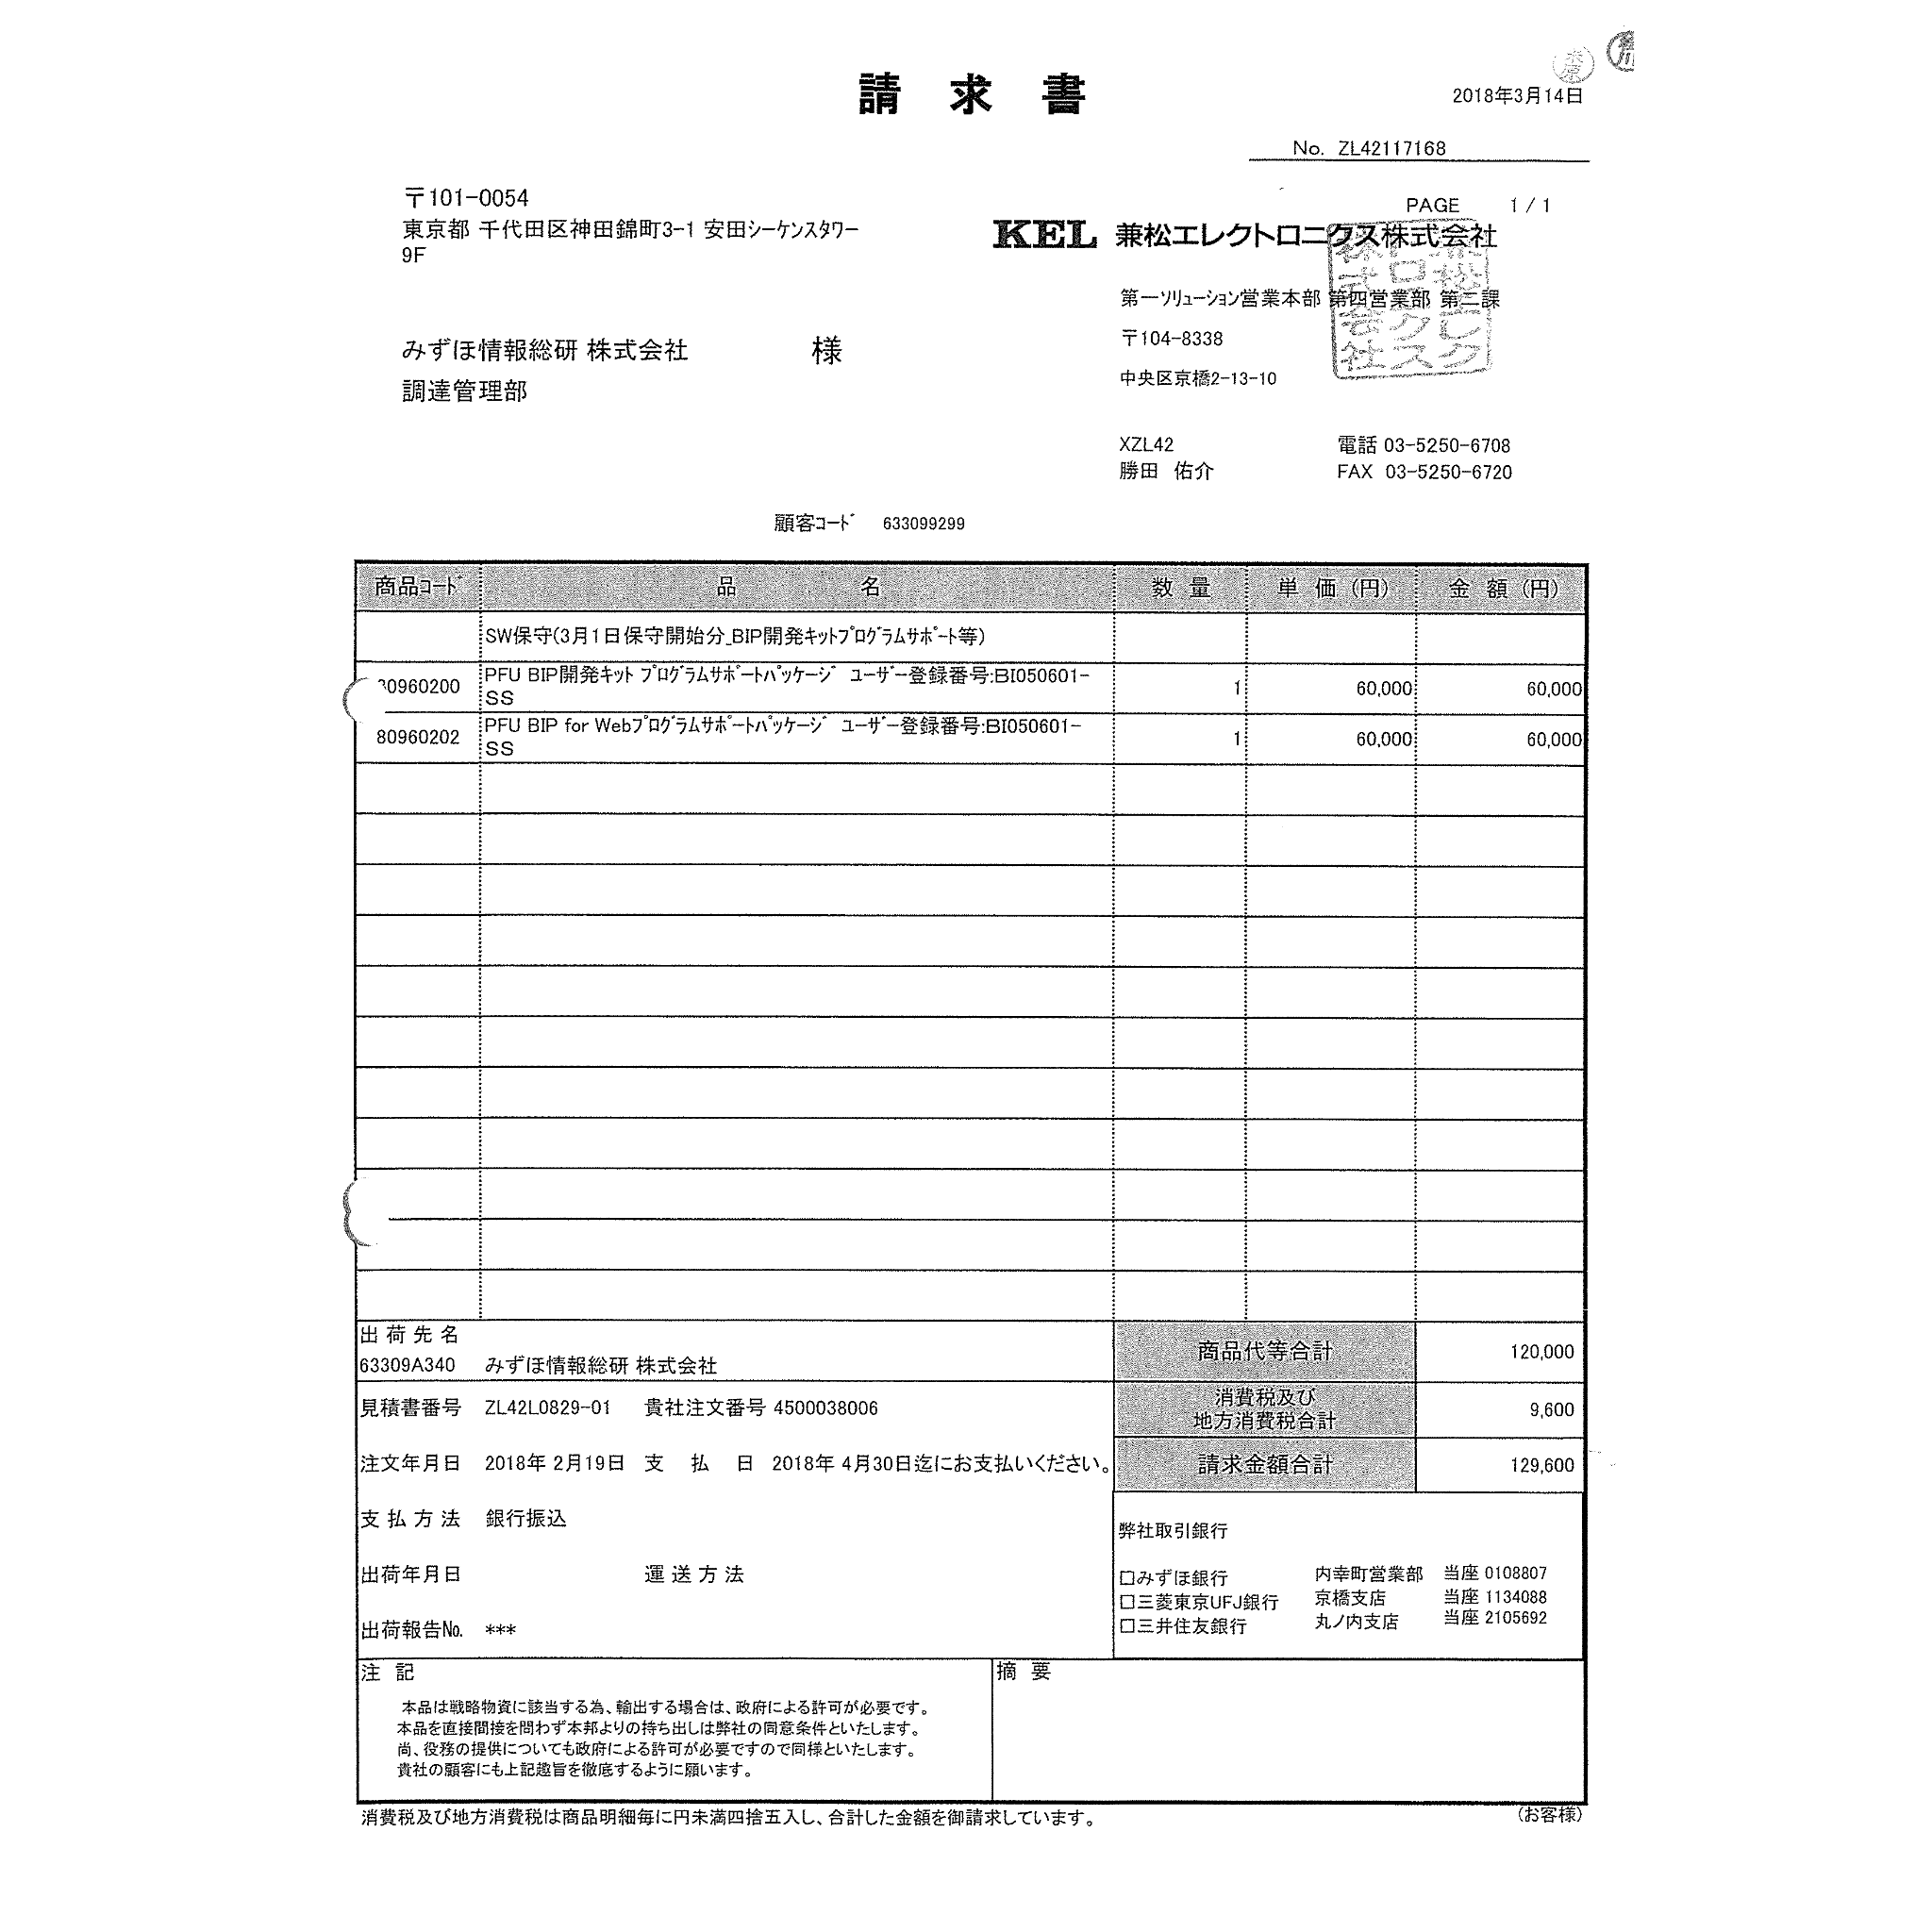 請 求 書
2018年3月14日
No. ZL42117168
PAGE 1 / 1
〒101-0054
東京都 千代田区神田錦町3-1 安田シーケンスタワー
9F
みずほ情報総研 株式会社 様
調達管理部
KEL 兼松エレクトロニクス株式会社
第一ソリューション営業本部 第四営業部 第二課
〒104-8338
中央区京橋2-13-10
XZL42 電話 03-5250-6708
勝田 佑介 FAX 03-5250-6720
顧客コード 633099299
商品コード 品 名 数 量 単 価 (円) 金 額 (円)
SW保守(3月1日保守開始分_BIP開発キットプログラムサポート等)
0960200 PFU BIP開発キット プログラムサポートパッケージ ユーザー登録番号:BI050601-
SS 1 60,000 60,000
80960202 PFU BIP for Webプログラムサポートパッケージ ユーザー登録番号:BI050601-
SS 1 60,000 60,000
出 荷 先 名
63309A340 みずほ情報総研 株式会社
商品代等合計 120,000
見積書番号 ZL42L0829-01 貴社注文番号 4500038006
消費税及び
地方消費税合計 9,600
注文年月日 2018年 2月19日 支 払 日 2018年 4月30日迄にお支払いください。
請求金額合計 129,600
支 払 方 法 銀行振込
出荷年月日 運 送 方 法
出荷報告No. ***
弊社取引銀行
□みずほ銀行 内幸町営業部 当座 0108807
□三菱東京UFJ銀行 京橋支店 当座 1134088
□三井住友銀行 丸ノ内支店 当座 2105692
注 記
本品は戦略物資に該当する為、輸出する場合は、政府による許可が必要です。
本品を直接間接を問わず本邦よりの持ち出しは弊社の同意条件といたします。
尚、役務の提供についても政府による許可が必要ですので同様といたします。
貴社の顧客にも上記趣旨を徹底するように願います。
摘 要
消費税及び地方消費税は商品明細毎に円未満四捨五入し、合計した金額を御請求しています。
(お客様)